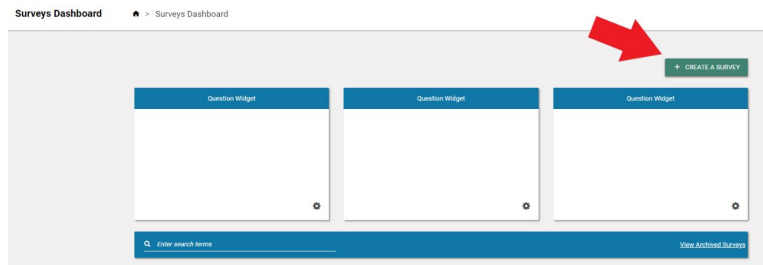 Surveys Dashboard
> Surveys Dashboard
+ CREATE A SURVEY
Question Widget
Question Widget
Question Widget
Enter search terms
View Archived Surveys